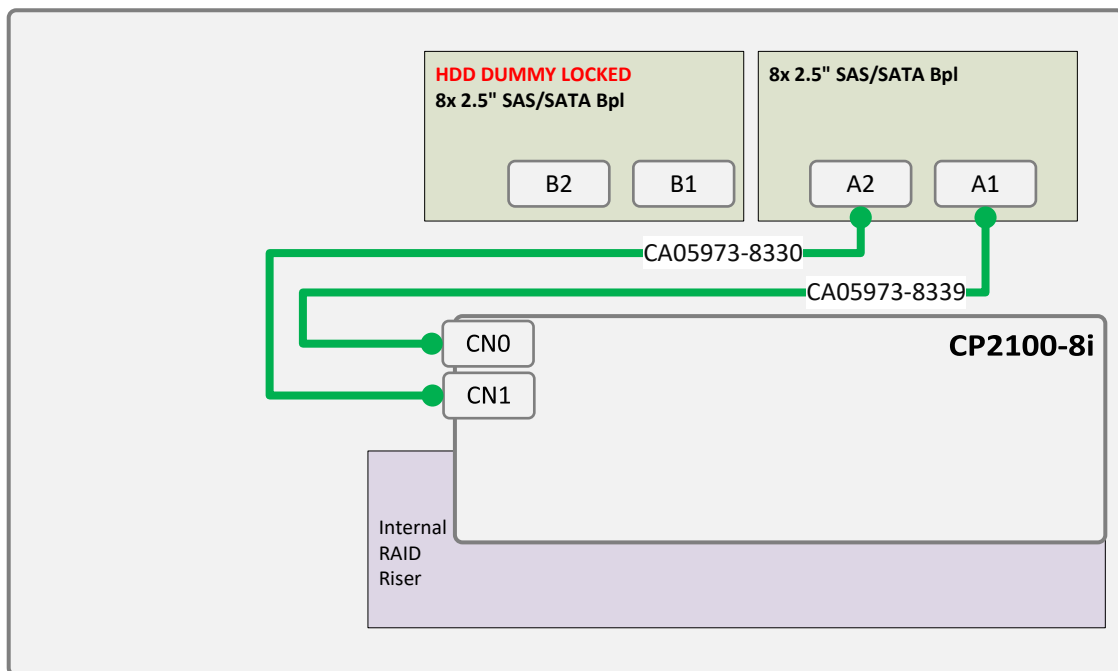 HDD DUMMY LOCKED
8x 2.5" SAS/SATA Bpl
8x 2.5" SAS/SATA Bpl
B2
B1
A2
A1
CA05973-8330
CA05973-8339
CN0
CP2100-8i
CN1
Internal
RAID
Riser